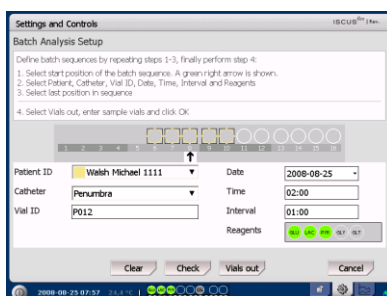 Settings and Controls
ISCUSflex | Rev.
Batch Analysis Setup
Define batch sequences by repeating steps 1-3, finally perform step 4:
1. Select start position of the batch sequence. A green right arrow is shown.
2. Select Patient, Catheter, Vial ID, Date, Time, Interval and Reagents
3. Select last position in sequence
4. Select Vials out, enter sample vials and click OK
1 2 3 4 5 6 7 8 9 10 11 12 13 14 15 16
Patient ID Walsh Michael 1111 Date 2008-08-25
Catheter Penumbra Time 02:00
Vial ID P012 Interval 01:00
Reagents GLU LAC PYR GLY GLT
Clear Check Vials out Cancel
2008-08-25 07:57 24,4 °C